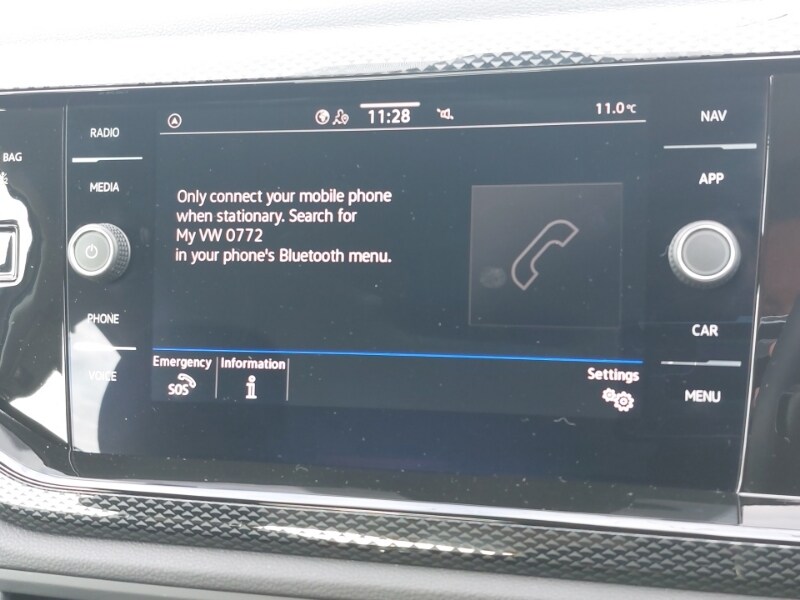 11:28
11.0°C
RADIO
NAV
BAG
MEDIA
APP
Only connect your mobile phone
when stationary. Search for
My VW 0772
in your phone's Bluetooth menu.
PHONE
CAR
VOICE
Emergency
Information
Settings
SOS
i
MENU